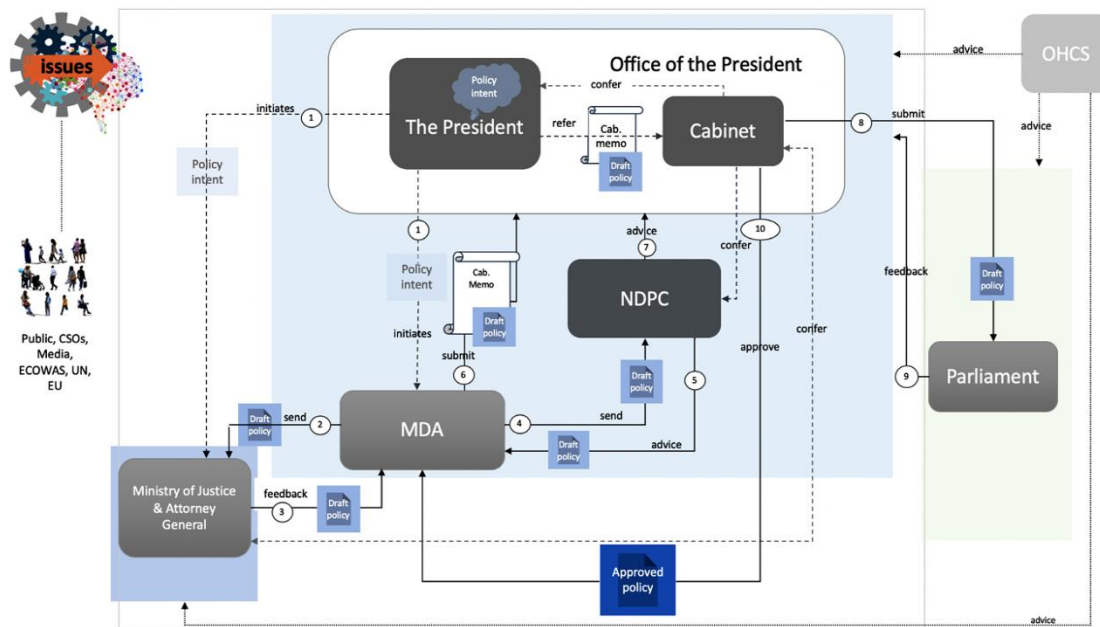 issues
Public, CSOs,
Media,
ECOWAS, UN,
EU
initiates
1
Policy
intent
Office of the President
Policy
intent
The President
confer
refer
Cab.
memo
Draft
policy
Cabinet
8
submit
advice
OHCS
advice
1
Policy
intent
initiates
Cab.
Memo
Draft
policy
submit
6
advice
7
NDPC
confer
10
approve
confer
feedback
9
Draft
policy
Parliament
Draft
policy
send
2
MDA
4
send
Draft
policy
5
advice
Draft
policy
Ministry of Justice
& Attorney
General
feedback
3
Draft
policy
Approved
policy
advice